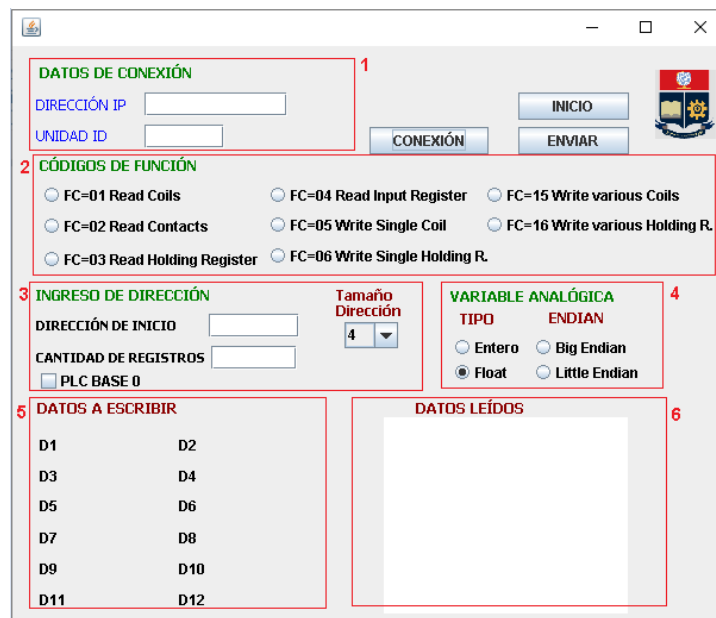 DATOS DE CONEXIÓN
1
DIRECCIÓN IP
INICIO
UNIDAD ID
CONEXIÓN
ENVIAR
2
CÓDIGOS DE FUNCIÓN
FC=01 Read Coils
FC=04 Read Input Register
FC=15 Write various Coils
FC=02 Read Contacts
FC=05 Write Single Coil
FC=16 Write various Holding R.
FC=03 Read Holding Register
FC=06 Write Single Holding R.
3
INGRESO DE DIRECCIÓN
Tamaño
Dirección
DIRECCIÓN DE INICIO
4
CANTIDAD DE REGISTROS
PLC BASE 0
VARIABLE ANALÓGICA
4
TIPO
ENDIAN
Entero
Big Endian
Float
Little Endian
5
DATOS A ESCRIBIR
D1
D2
D3
D4
D5
D6
D7
D8
D9
D10
D11
D12
DATOS LEÍDOS
6